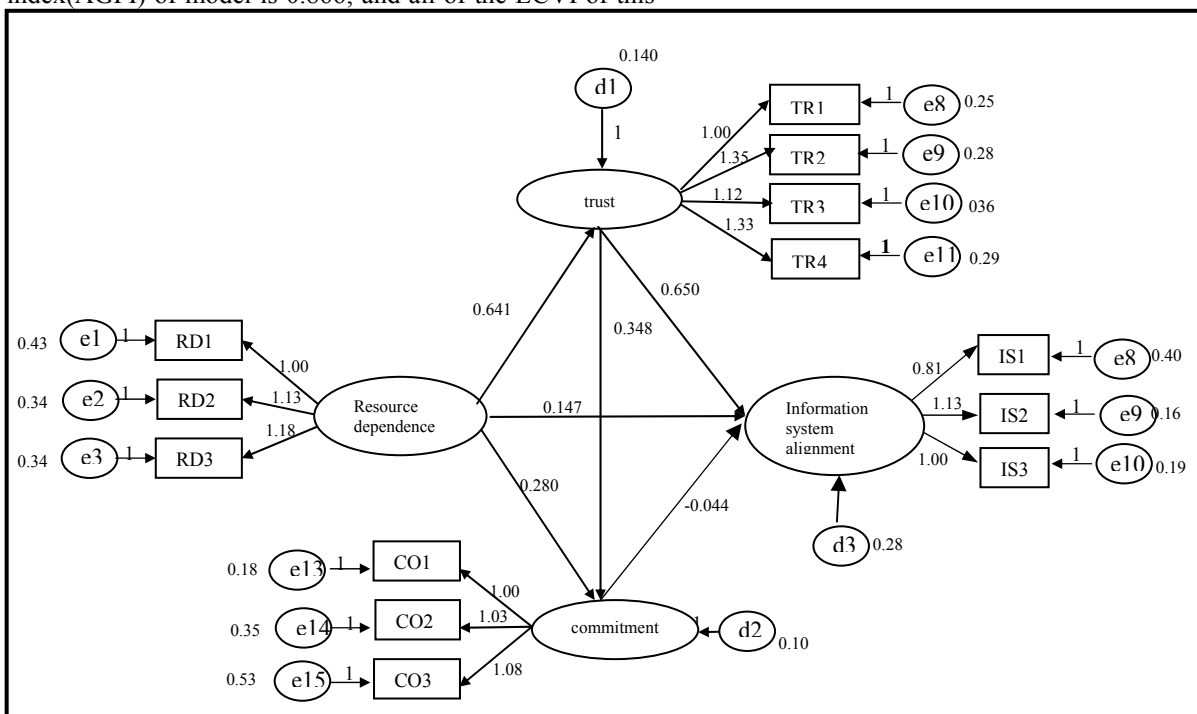 index(AGFI) of model is 0.866, and all of the ECVI of this
0.140
d1
1
TR1
1
e8
0.25
1.00
TR2
1
e9
0.28
1.35
trust
1.12
TR3
1
e10
036
1.33
TR4
1
e11
0.29
0.641
0.650
0.348
0.43
e1
1
RD1
1.00
0.34
e2
1
RD2
1.13
0.34
e3
1
RD3
1.18
Resource
dependence
0.147
Information
system
alignment
0.81
IS1
1
e8
0.40
1.13
IS2
1
e9
0.16
1.00
IS3
1
e10
0.19
0.280
-0.044
d3
0.28
0.18
e13
1
CO1
1.00
0.35
e14
1
CO2
1.03
commitment
1
d2
0.10
0.53
e15
1
CO3
1.08